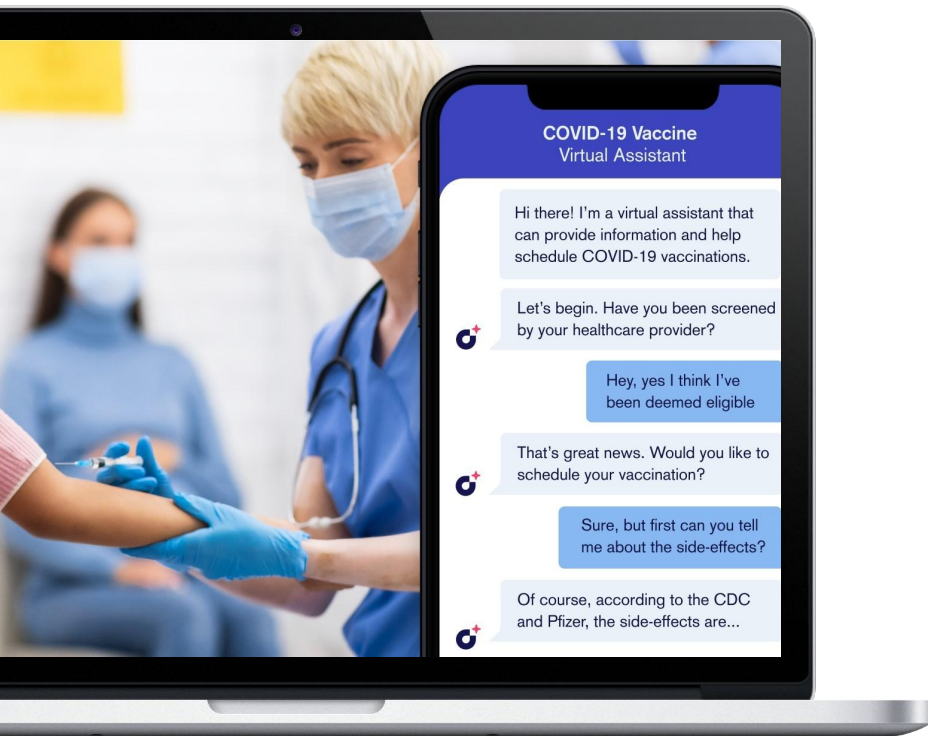 COVID-19 Vaccine
Virtual Assistant
Hi there! I'm a virtual assistant that
can provide information and help
schedule COVID-19 vaccinations.
Let's begin. Have you been screened
by your healthcare provider?
Hey, yes I think I've
been deemed eligible
That's great news. Would you like to
schedule your vaccination?
Sure, but first can you tell
me about the side-effects?
Of course, according to the CDC
and Pfizer, the side-effects are...